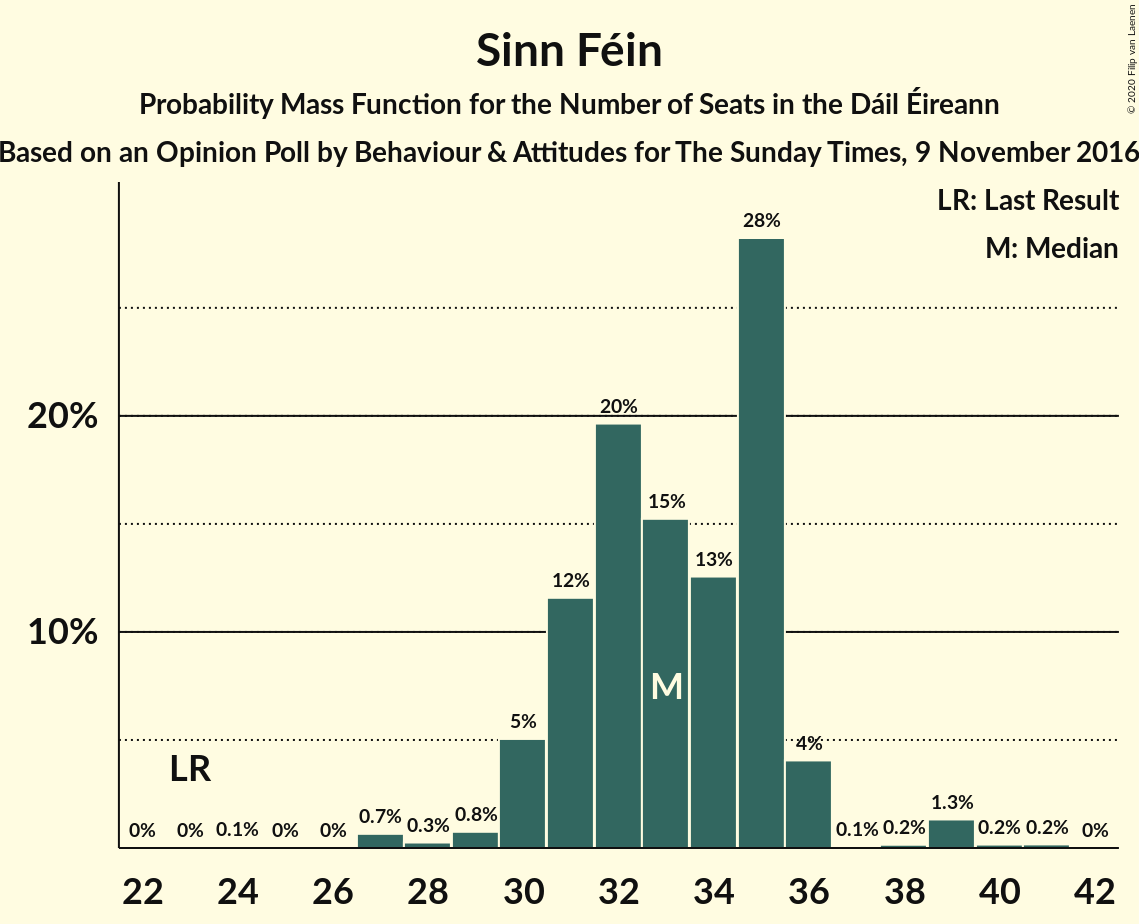 Sinn Féin
Probability Mass Function for the Number of Seats in the Dáil Éireann
Based on an Opinion Poll by Behaviour & Attitudes for The Sunday Times, 9 November 2016
© 2020 Filip van Laenen
LR: Last Result
M: Median
28%
20%
20%
15%
13%
12%
10%
M
5%
4%
LR
0% 0% 0.1% 0% 0% 0.7% 0.3% 0.8% 0.1% 0.2% 1.3% 0.2% 0.2% 0%
22 24 26 28 30 32 34 36 38 40 42